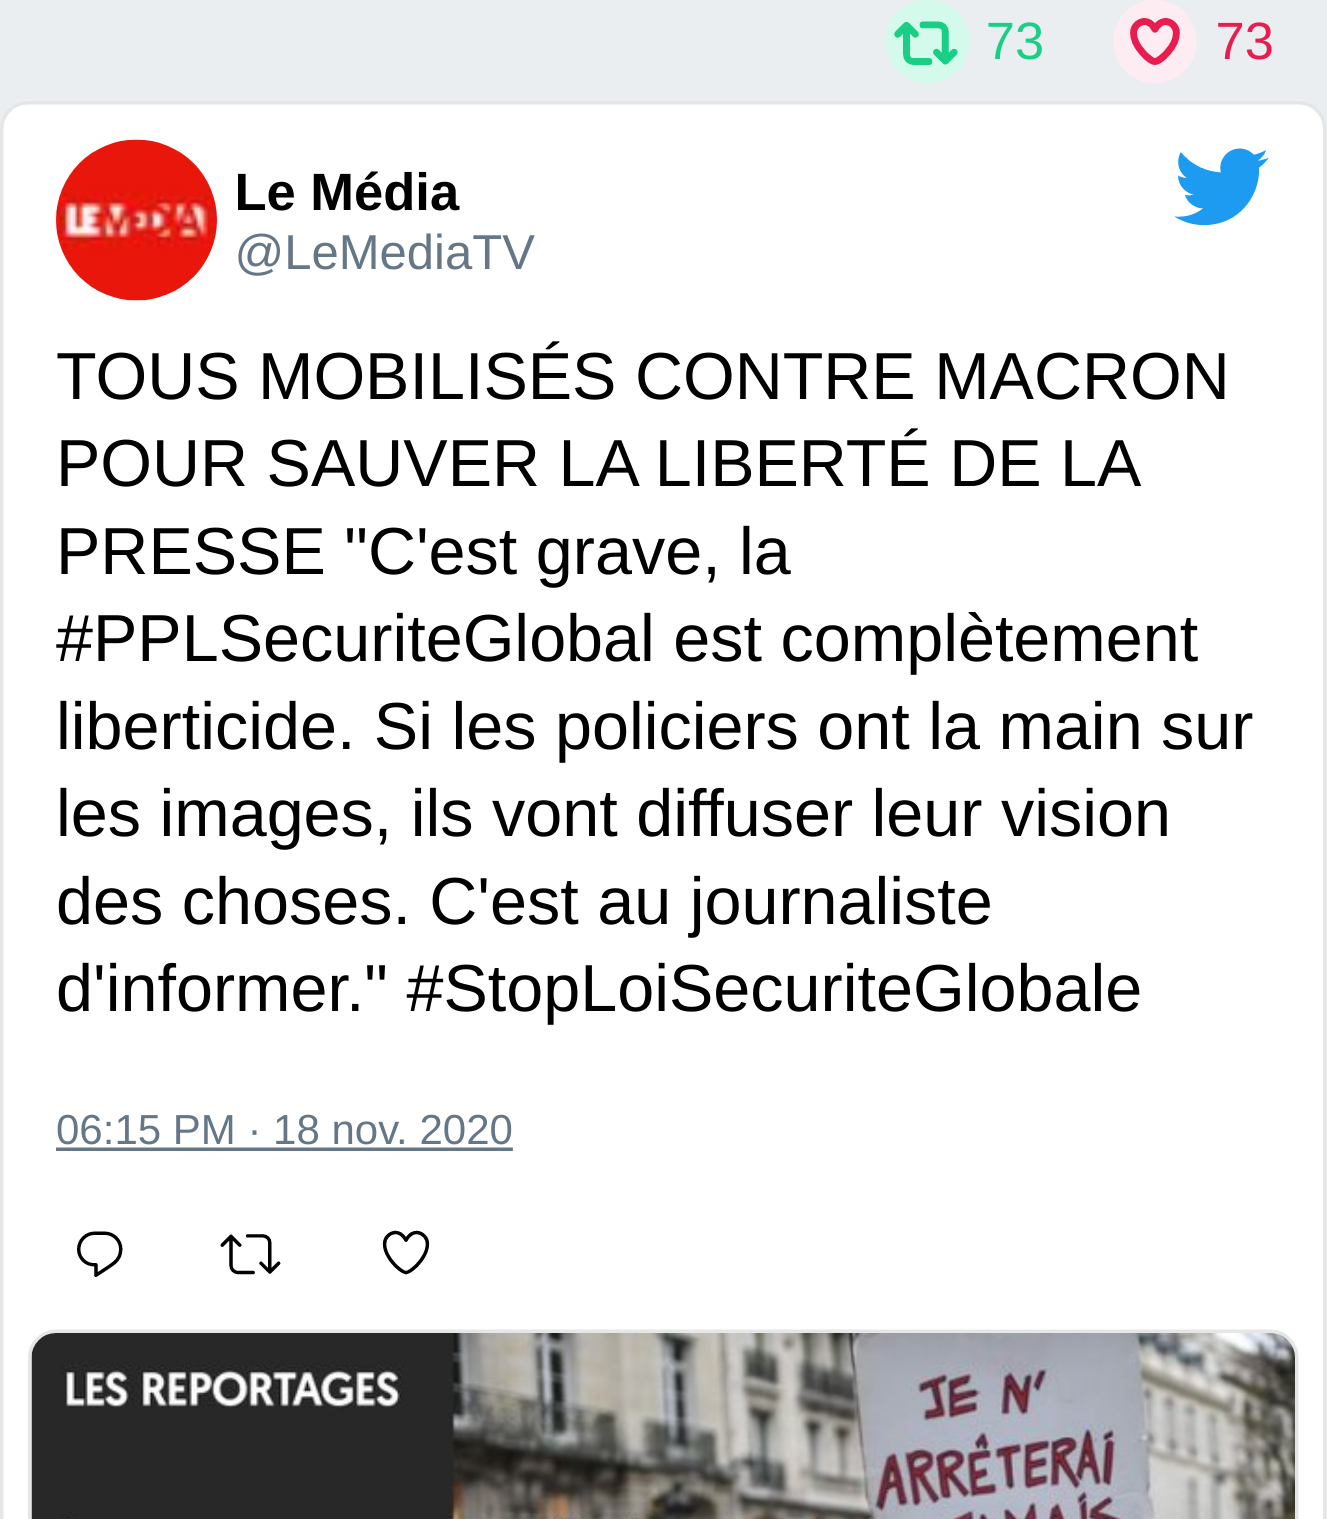 73 73
LE MEDIA
Le Média
@LeMediaTV
TOUS MOBILISÉS CONTRE MACRON
POUR SAUVER LA LIBERTÉ DE LA
PRESSE "C'est grave, la
#PPLSecuriteGlobal est complètement
liberticide. Si les policiers ont la main sur
les images, ils vont diffuser leur vision
des choses. C'est au journaliste
d'informer." #StopLoiSecuriteGlobale
06:15 PM · 18 nov. 2020
LES REPORTAGES
JE N'
ARRÊTERAI